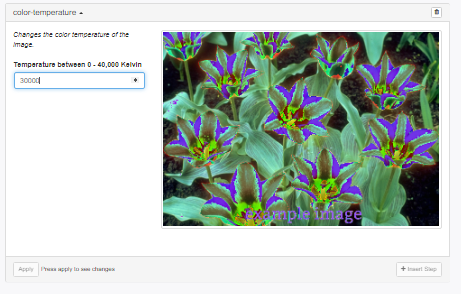 color-temperature
Changes the color temperature of the
image.
Temperature between 0 - 40,000 Kelvin
30000
example image
Apply
Press apply to see changes
Insert Step